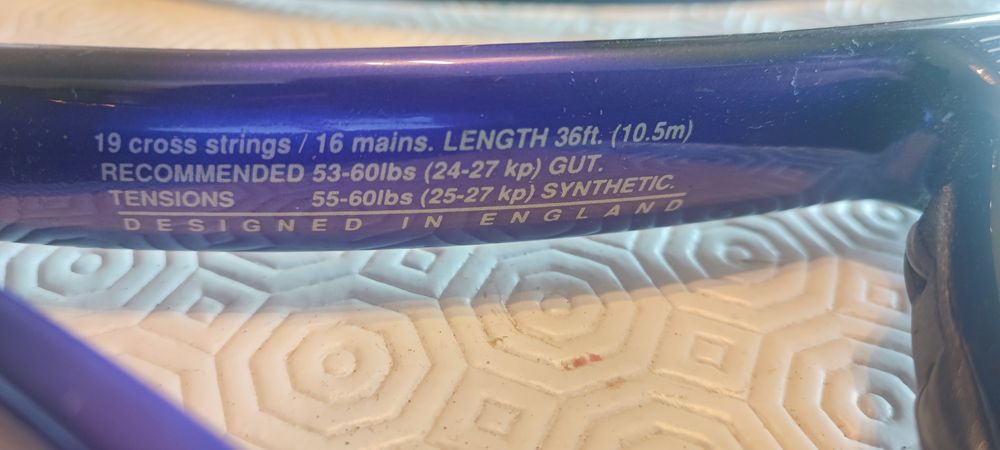 19 cross strings / 16 mains. LENGTH 36ft. (10.5m)
RECOMMENDED 53-60lbs (24-27 kp) GUT.
TENSIONS 55-60lbs (25-27 kp) SYNTHETIC.
DESIGNED IN ENGLAND